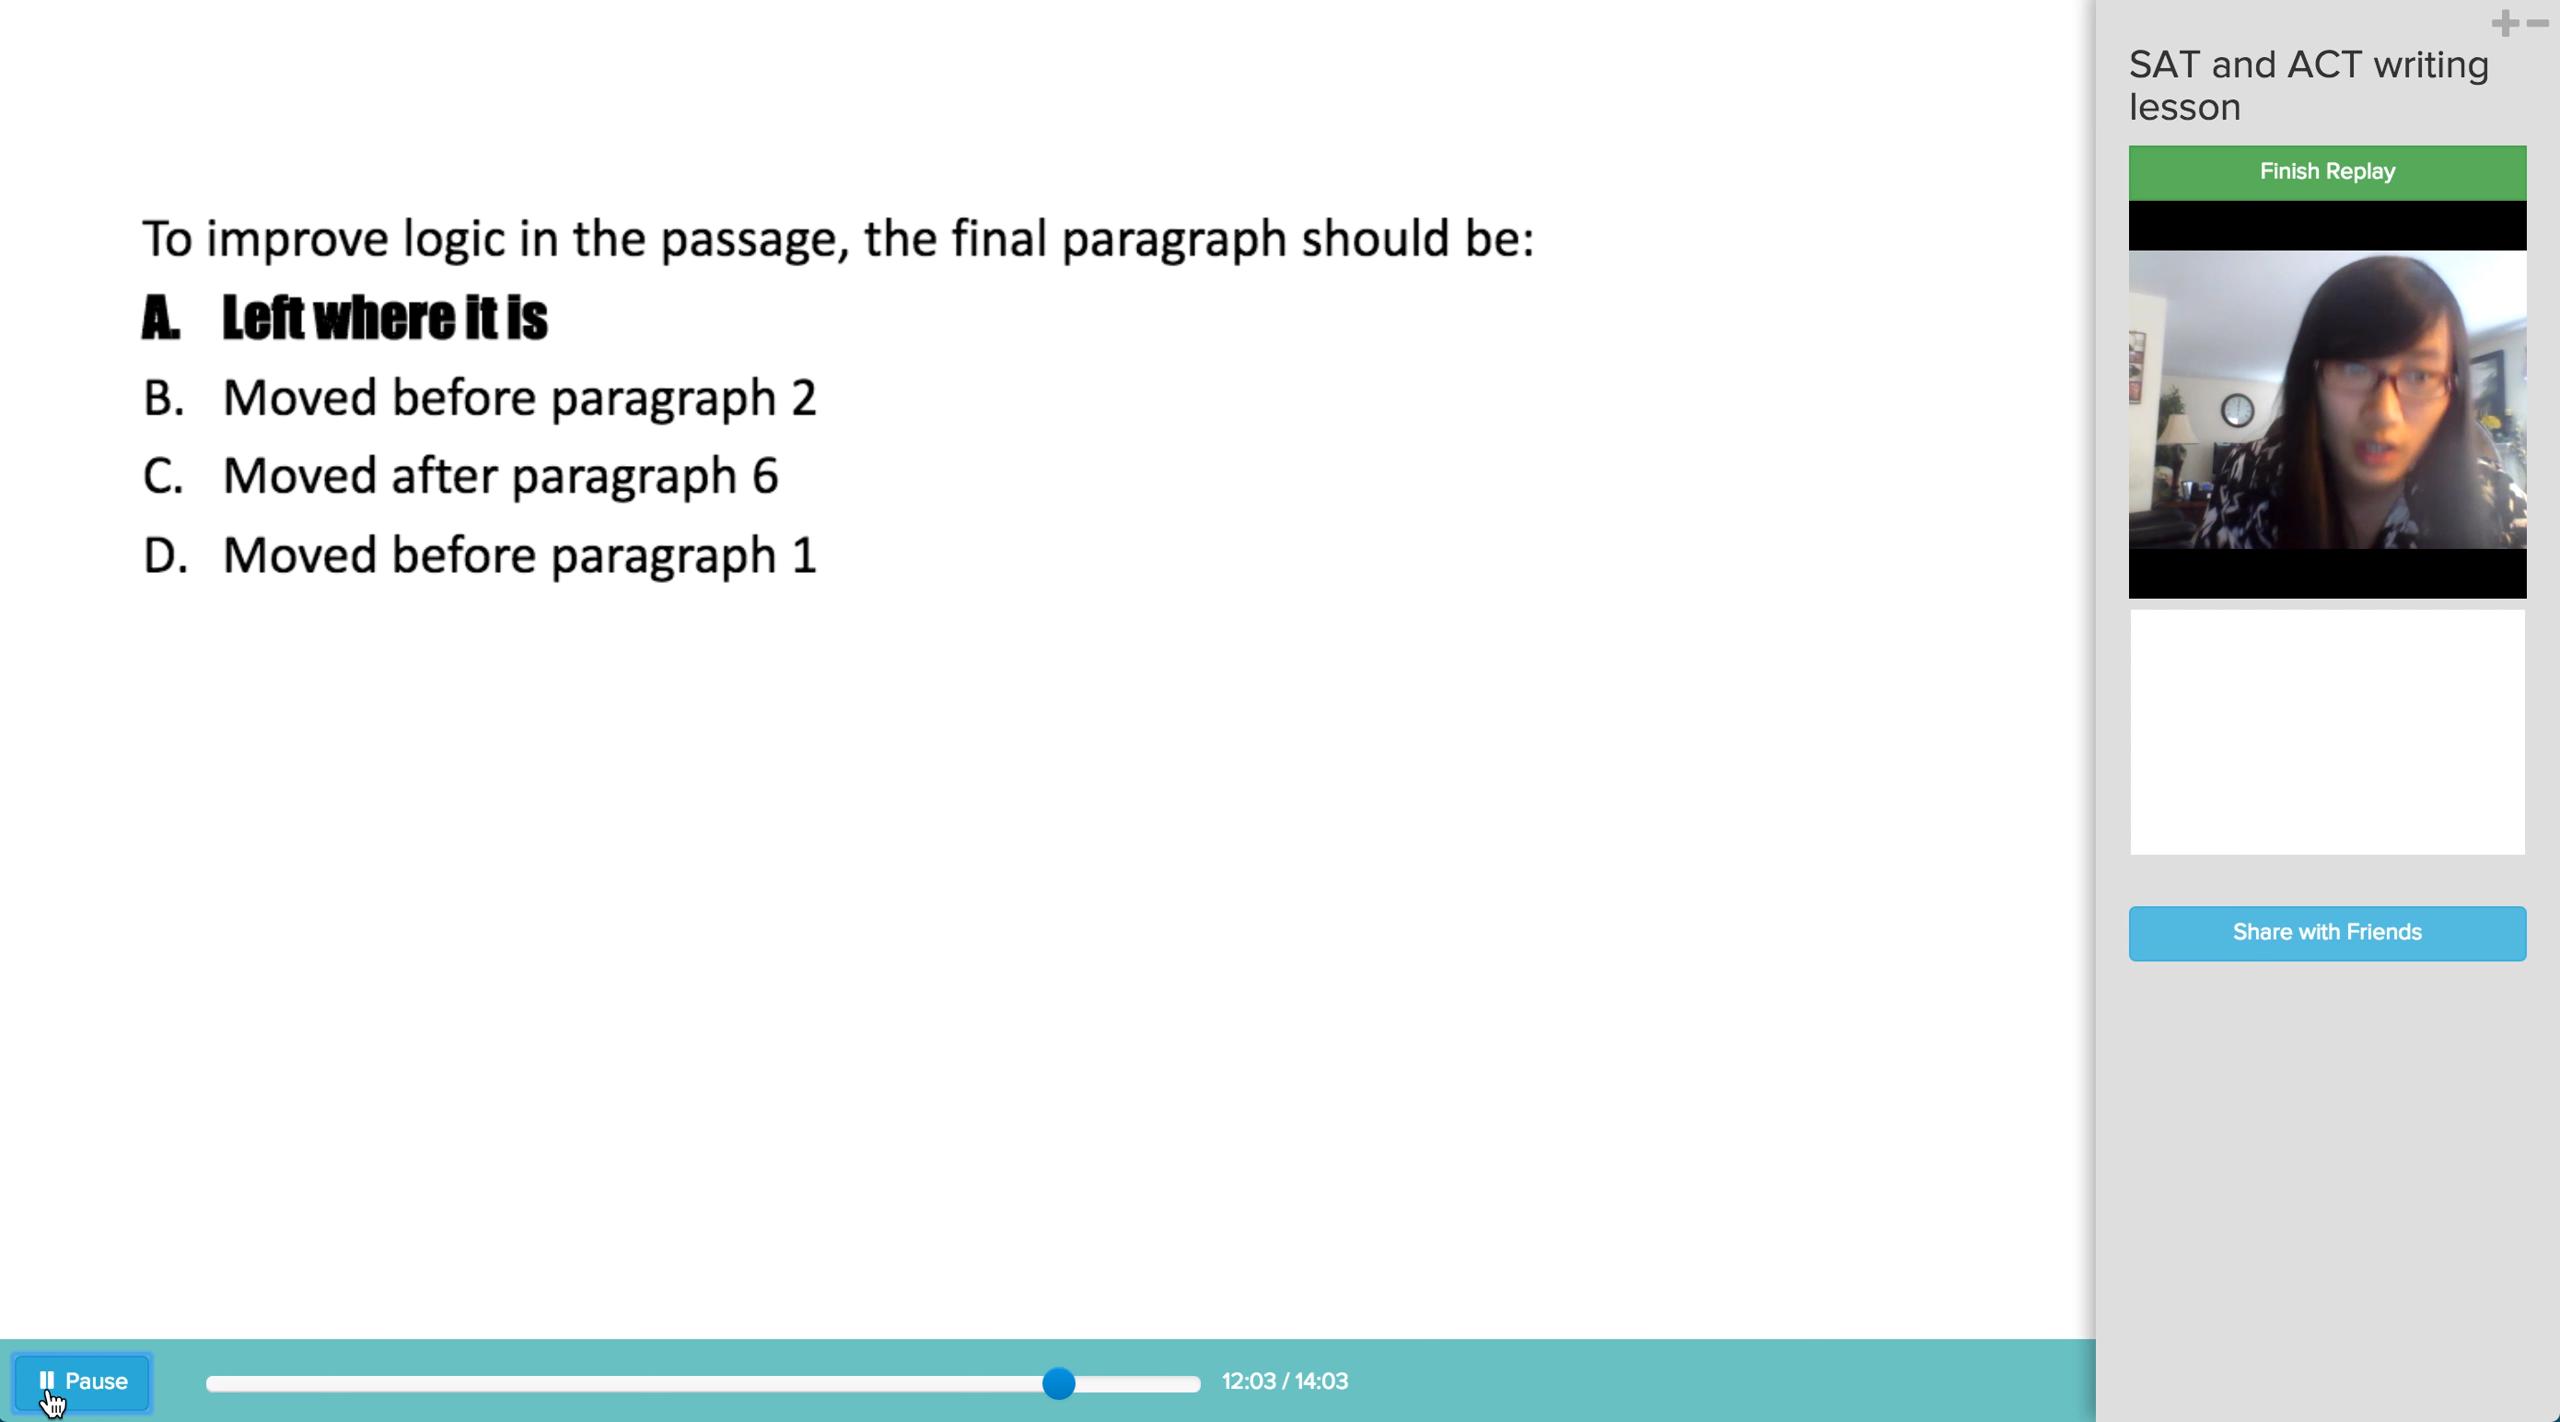 SAT and ACT writing
lesson
Finish Replay
To improve logic in the passage, the final paragraph should be:
A. Left where it is
B. Moved before paragraph 2
C. Moved after paragraph 6
D. Moved before paragraph 1
Share with Friends
Pause
12:03 / 14:03